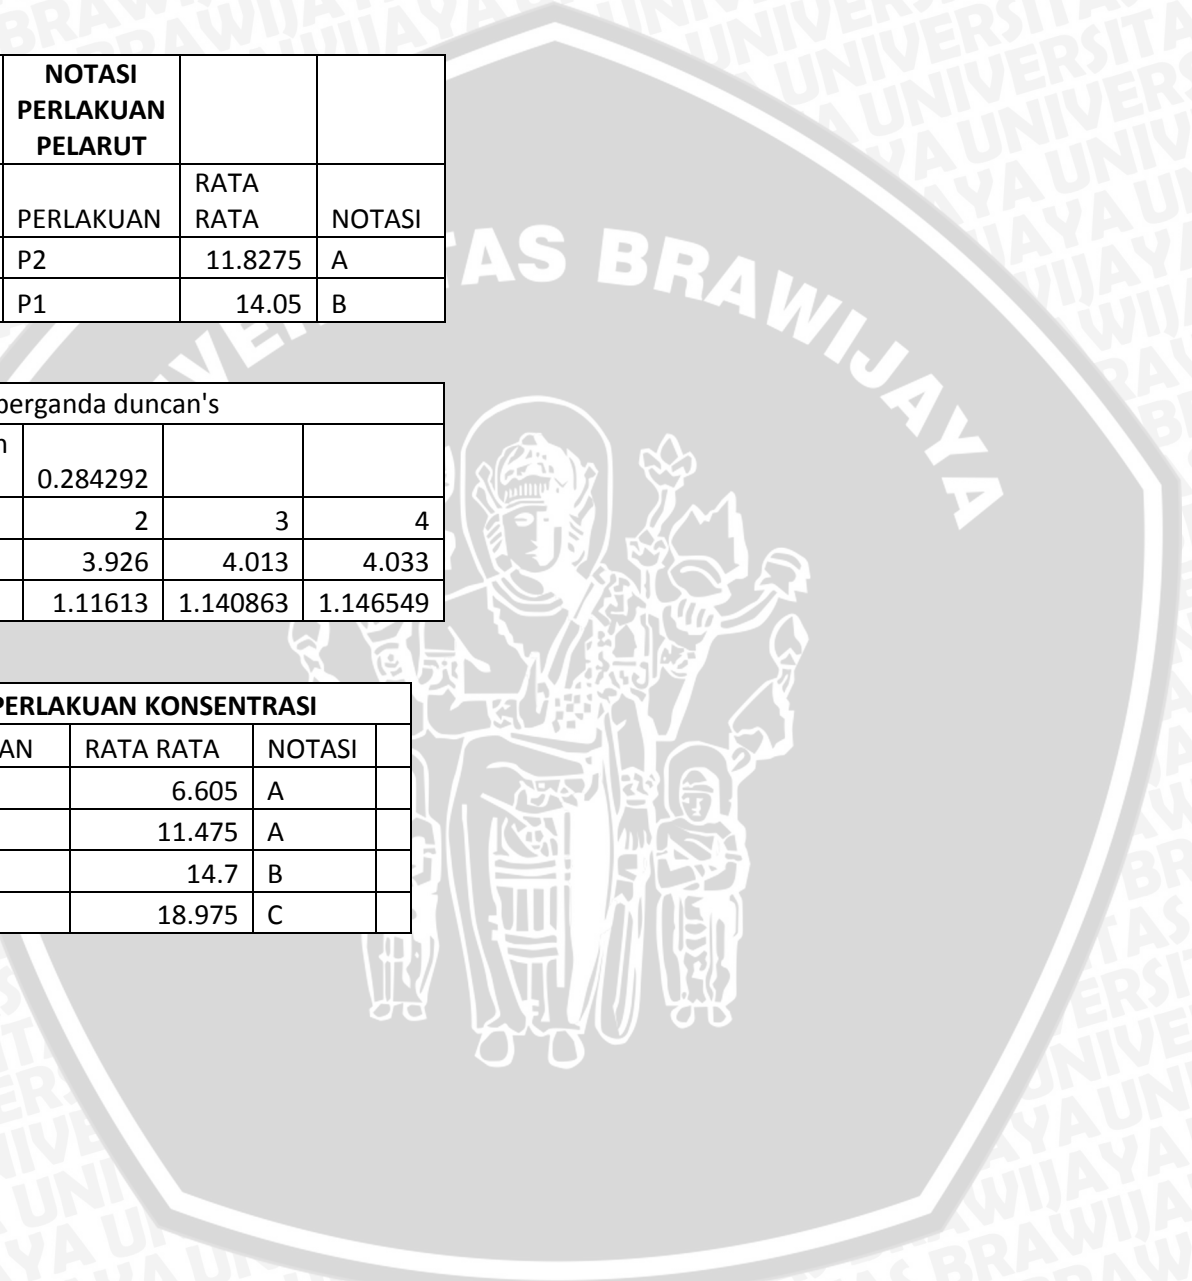 NOTASI
PERLAKUAN
PELARUT
PERLAKUAN RATA RATA NOTASI
P2 11.8275 A
P1 14.05 B
TAS BRAWIJAYA
duncan's
0.284292
2 3 4
3.926 4.013 4.033
1.11613 1.140863 1.146549
PERLAKUAN KONSENTRASI
RATA RATA NOTASI
6.605 A
11.475 A
14.7 B
18.975 C